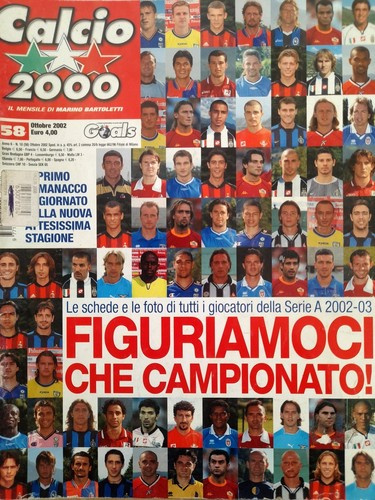 Calcio
2000
IL MENSILE DI MARINO BARTOLETTI
58
Ottobre 2002
Euro 4,00
Goals
PRIMO
MANACCO
GIORNATO
LLA NUOVA
TESISSIMA
STAGIONE
Le schede e le foto di tutti i giocatori della Serie A 2002-03
FIGURIAMOCI
CHE CAMPIONATO!